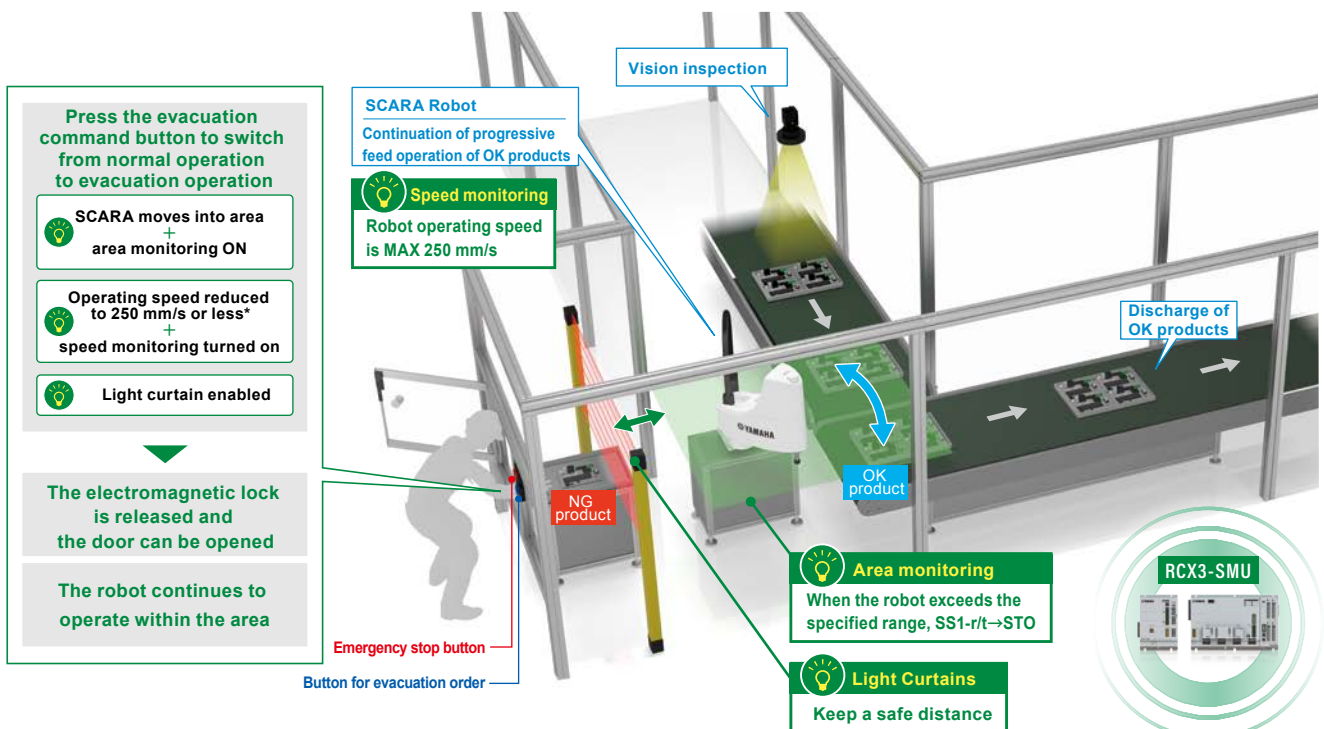 Press the evacuation
command button to switch
from normal operation
to evacuation operation
SCARA moves into area
+
area monitoring ON
Operating speed reduced
to 250 mm/s or less*
+
speed monitoring turned on
Light curtain enabled
The electromagnetic lock
is released and
the door can be opened
The robot continues to
operate within the area
SCARA Robot
Continuation of progressive
feed operation of OK products
Speed monitoring
Robot operating speed
is MAX 250 mm/s
Vision inspection
Discharge of
OK products
YAMAHA
NG
product
OK
product
Emergency stop button
Button for evacuation order
Area monitoring
When the robot exceeds the
specified range, SS1-r/t→STO
Light Curtains
Keep a safe distance
RCX3-SMU